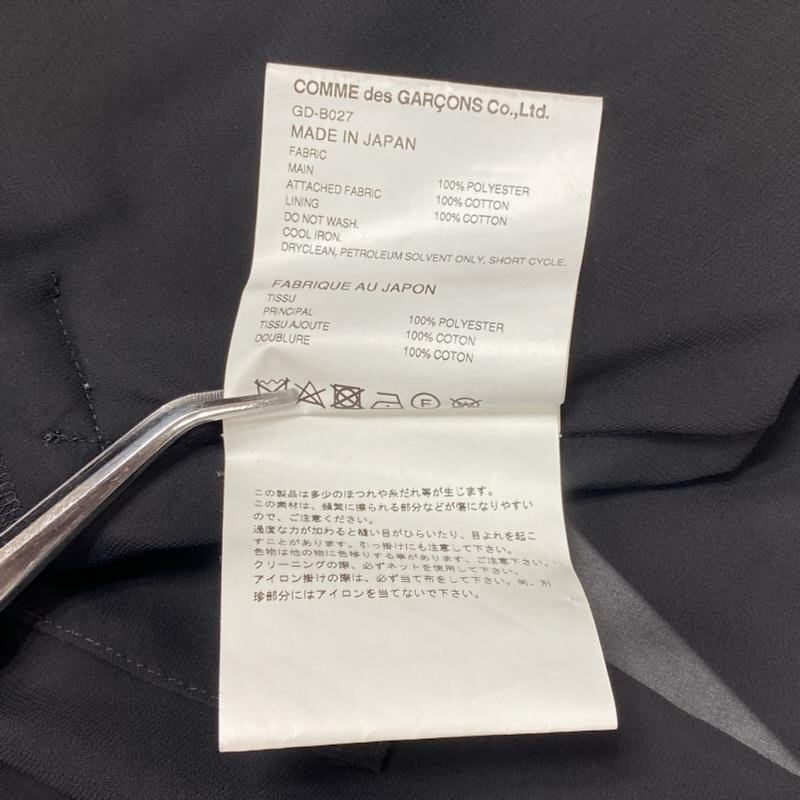 COMME des GARÇONS Co.,Ltd.
GD-B027
MADE IN JAPAN
FABRIC
MAIN 100% POLYESTER
ATTACHED FABRIC 100% COTTON
LINING 100% COTTON
DO NOT WASH.
COOL IRON.
DRYCLEAN, PETROLEUM SOLVENT ONLY, SHORT CYCLE.
FABRIQUE AU JAPON
TISSU
PRINCIPAL 100% POLYESTER
TISSU AJOUTE 100% COTON
DOUBLURE 100% COTON
F
この製品は多少のほつれや糸だれ等が生じます。
この素材は、頻繁に擦られる部分などが傷になりやすい
ので、ご注意ください。
過度な力が加わると縫い目がひらいたり、目よれを起こ
すことがあります。引っ掛けにも注意して下さい。
色物は他の物に色移りする事があります。ご注意下さい。
クリーニングの際、必ずネットを使用して下さい。
アイロン掛けの際は、必ず当て布をして下さい。尚、別
珍部分にはアイロンを当てないで下さい。